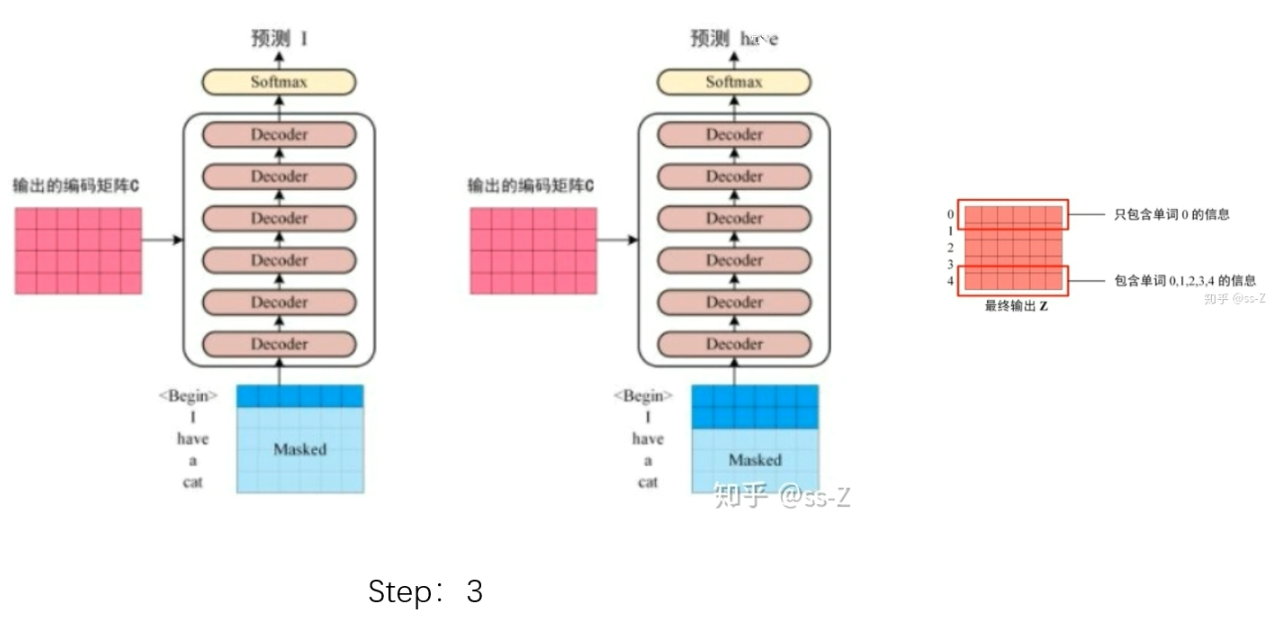 预测 I
Softmax
Decoder
Decoder
Decoder
Decoder
Decoder
Decoder
输出的编码矩阵C
<Begin>
I
have
a
cat
Masked
预测 have
Softmax
Decoder
Decoder
Decoder
Decoder
Decoder
Decoder
输出的编码矩阵C
<Begin>
I
have
a
cat
Masked
知乎 @ss-Z
0
1
2
3
4
只包含单词 0 的信息
包含单词 0,1,2,3,4 的信息
知乎 @ss-Z
最终输出 Z
Step：3